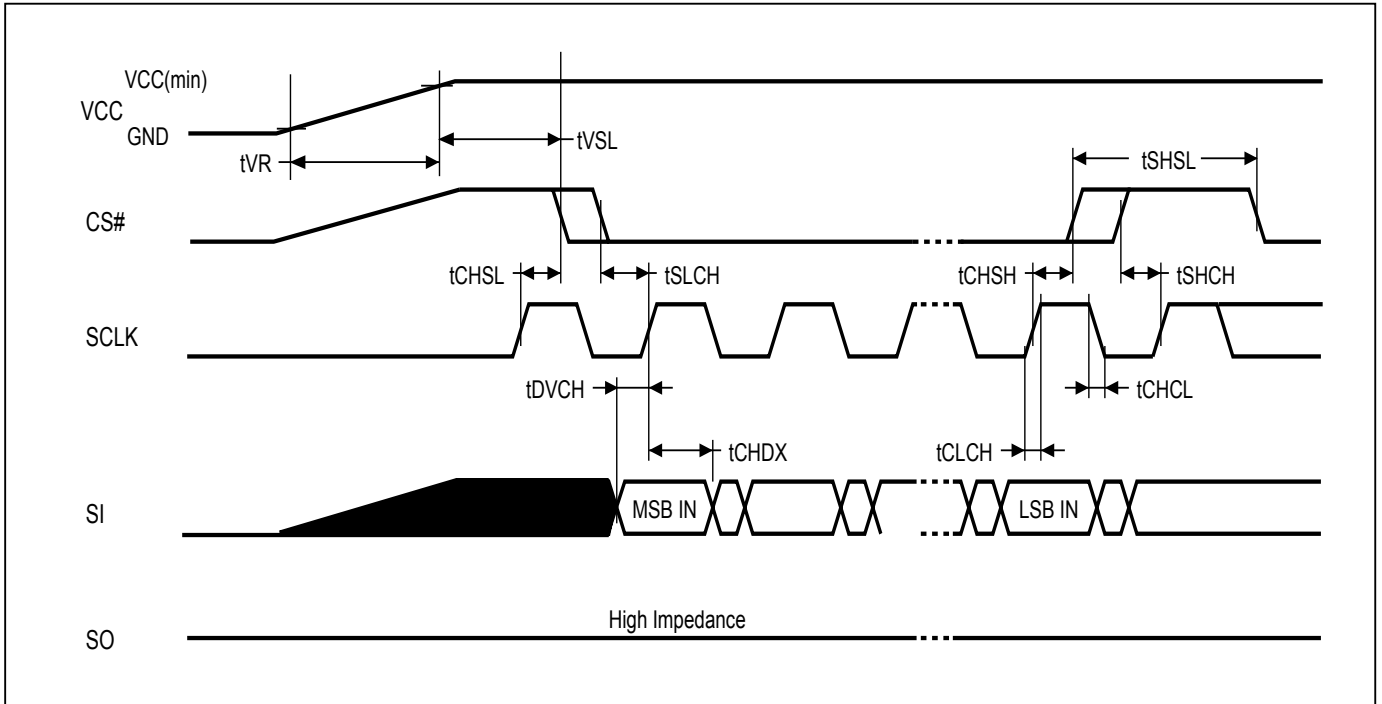 VCC(min)
VCC
GND
tVR
tVSL
tSHSL
CS#
tCHSL
tSLCH
tCHSH
tSHCH
SCLK
tDVCH
tCHCL
tCHDX
tCLCH
SI
MSB IN
LSB IN
High Impedance
SO